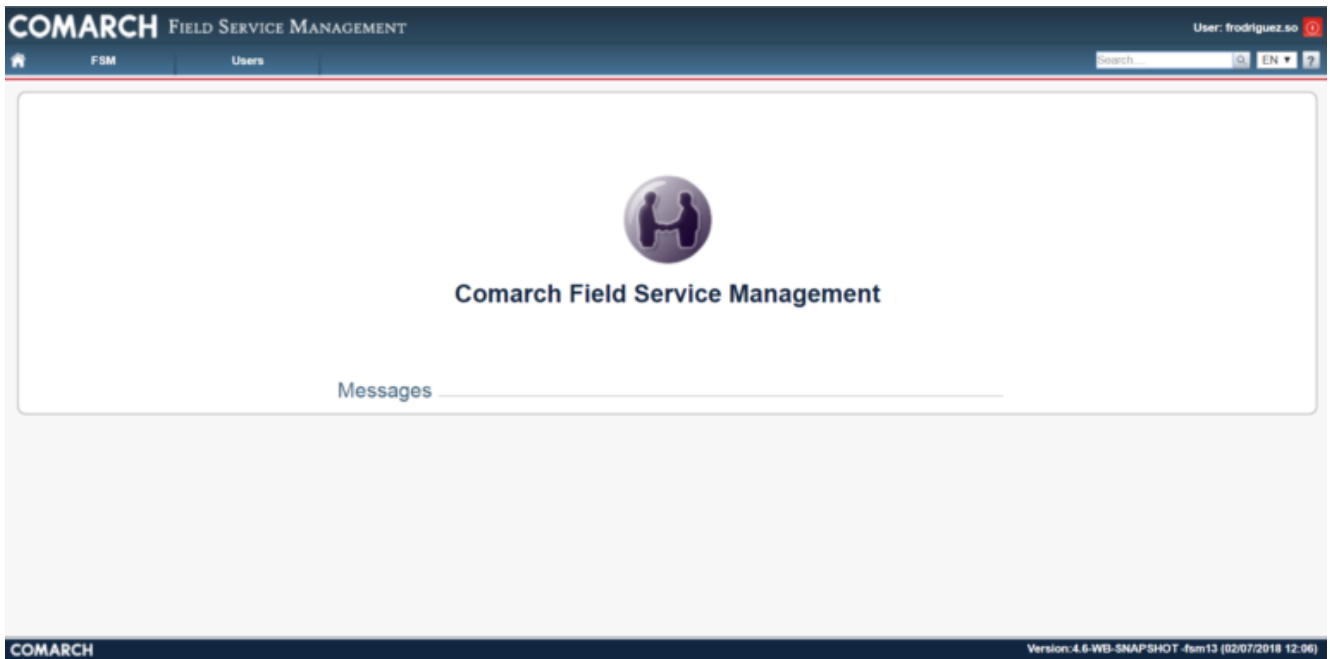 COMARCH FIELD SERVICE MANAGEMENT
User: frodriguez.so
FSM Users
Search... EN ?
Comarch Field Service Management
Messages
COMARCH
Version:4.6-WB-SNAPSHOT -fsm13 (02/07/2018 12:06)